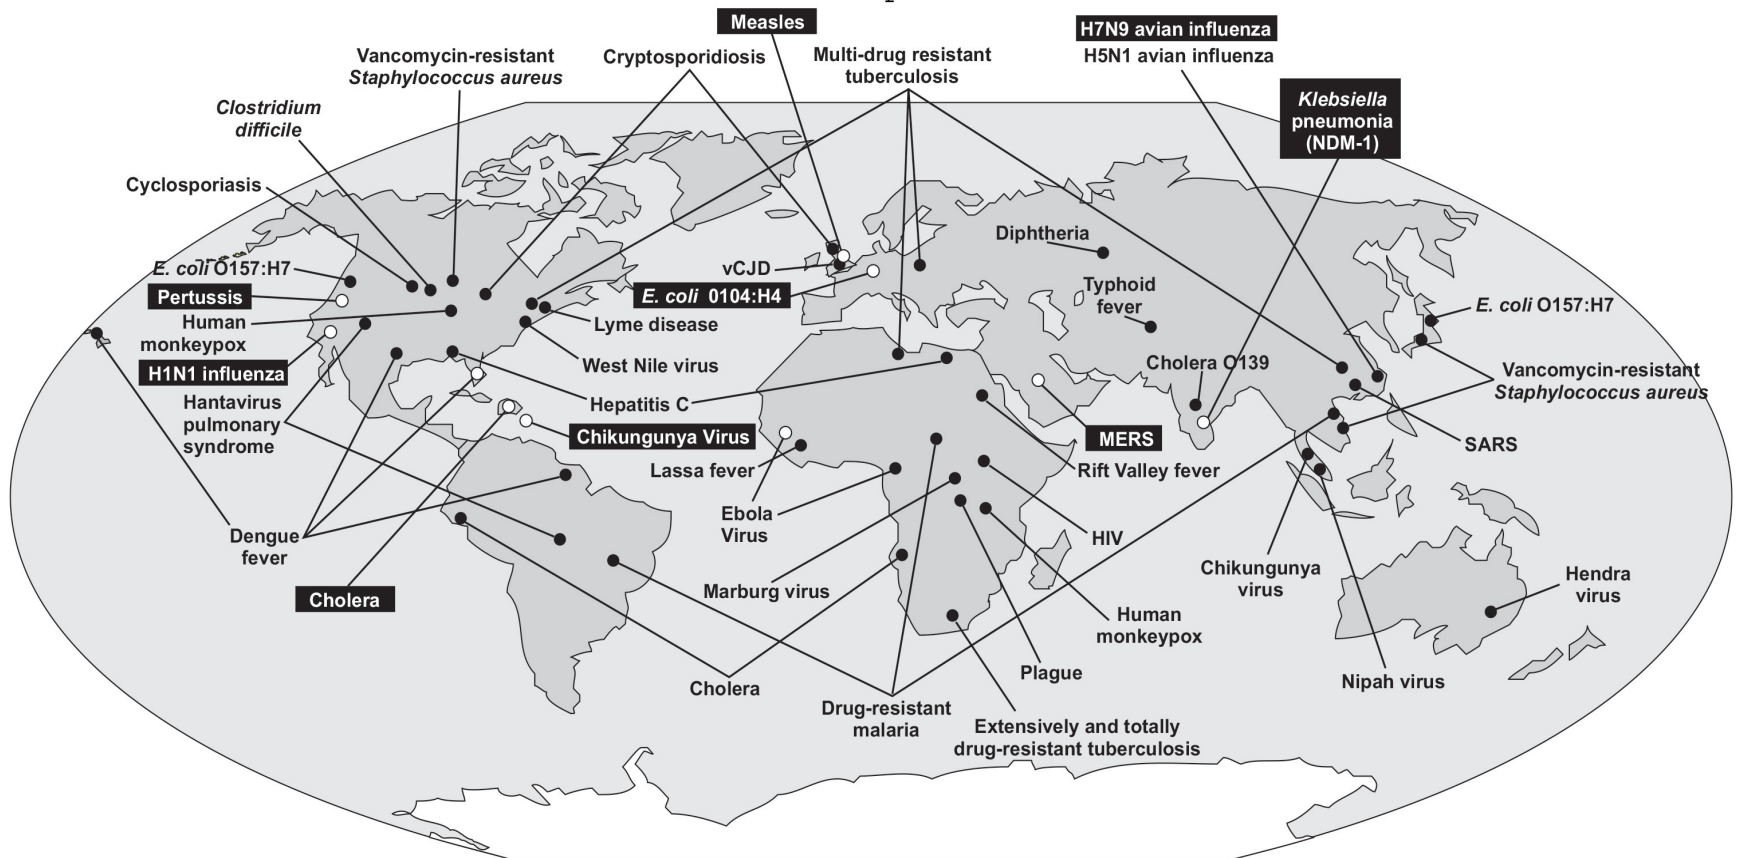 Measles
H7N9 avian influenza
H5N1 avian influenza
Vancomycin-resistant
Staphylococcus aureus
Cryptosporidiosis
Multi-drug resistant
tuberculosis
Klebsiella
pneumonia
(NDM-1)
Clostridium
difficile
Cyclosporiasis
Diphtheria
E. coli O157:H7
vCJD
Pertussis
E. coli 0104:H4
Typhoid
fever
E. coli O157:H7
Human
monkeypox
Lyme disease
H1N1 influenza
West Nile virus
Cholera O139
Vancomycin-resistant
Staphylococcus aureus
Hantavirus
pulmonary
syndrome
Hepatitis C
Chikungunya Virus
MERS
SARS
Lassa fever
Rift Valley fever
Ebola
Virus
Dengue
fever
HIV
Chikungunya
virus
Hendra
virus
Cholera
Marburg virus
Human
monkeypox
Plague
Nipah virus
Cholera
Drug-resistant
malaria
Extensively and totally
drug-resistant tuberculosis